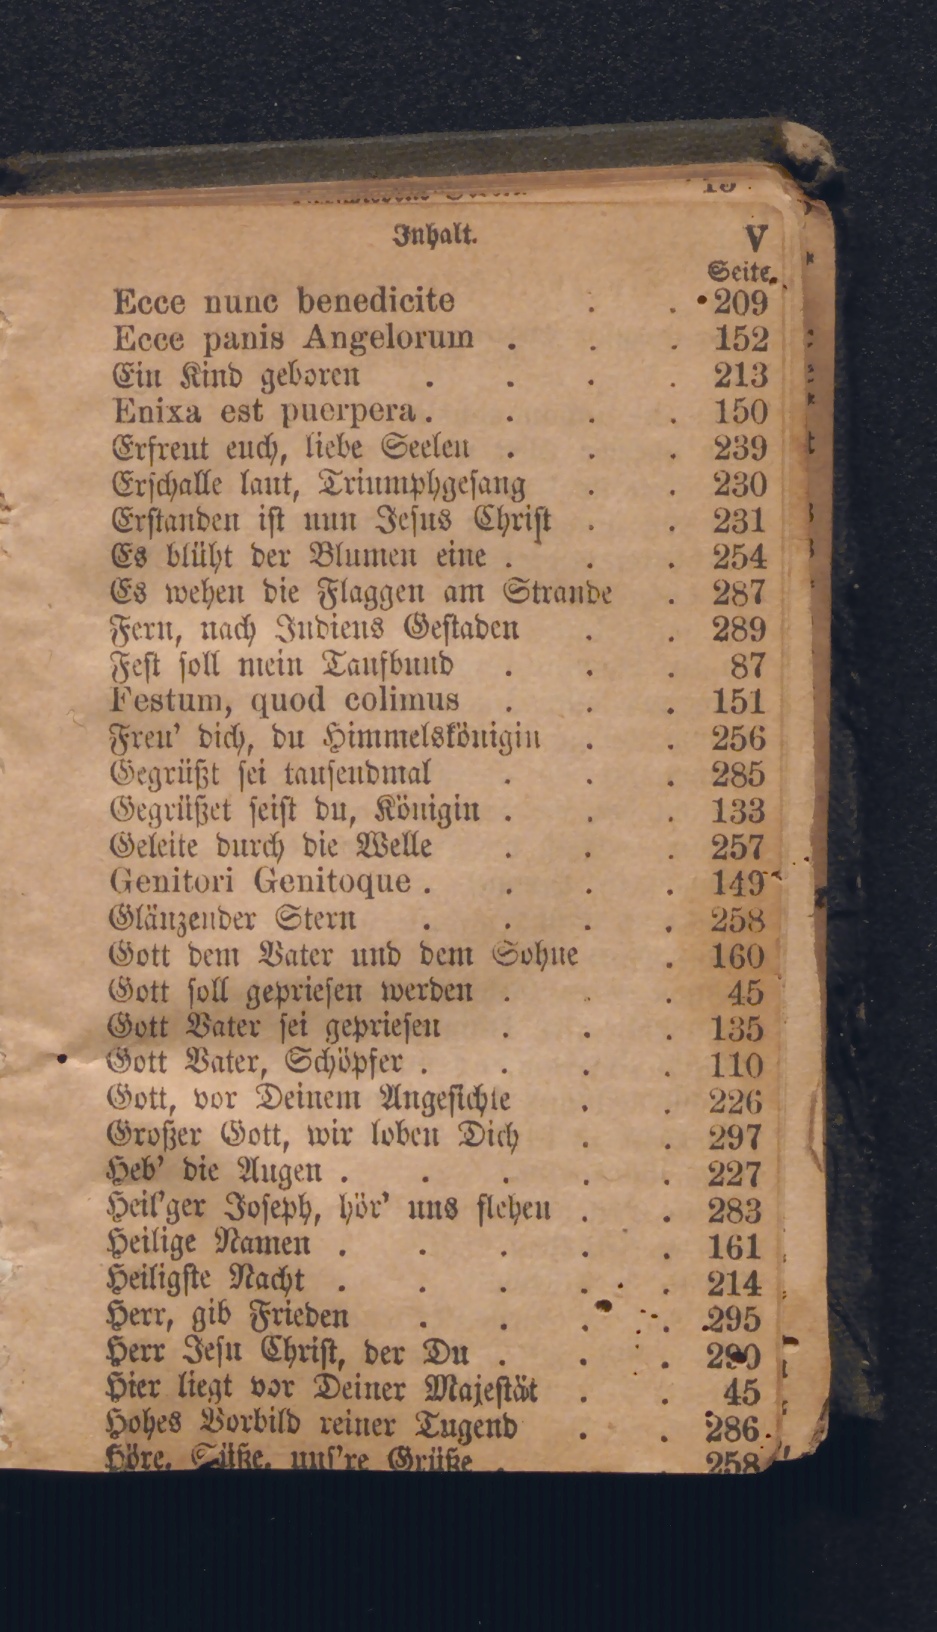 Inhalt. V
Seite.
Ecce nunc benedicite . . 209
Ecce panis Angelorum . . . 152
Ein Kind geboren . . . . 213
Enixa est puerpera . . . . 150
Erfreut euch, liebe Seelen . . . 239
Erschalle laut, Triumphgesang . . 230
Erstanden ist nun Jesus Christ . . 231
Es blüht der Blumen eine . . . 254
Es wehen die Flaggen am Strande . 287
Fern, nach Indiens Gestaden . . 289
Fest soll mein Taufbund . . . 87
Festum, quod colimus . . . 151
Freu' dich, du Himmelskönigin . . 256
Gegrüßt sei tausendmal . . . 285
Gegrüßet seist du, Königin . . . 133
Geleite durch die Welle . . . 257
Genitori Genitoque . . . . 149
Glänzender Stern . . . . 258
Gott dem Vater und dem Sohne . 160
Gott soll gepriesen werden . . . 45
Gott Vater sei gepriesen . . . 135
Gott Vater, Schöpfer . . . . 110
Gott, vor Deinem Angesichte . . 226
Großer Gott, wir loben Dich . . 297
Heb' die Augen . . . . . 227
Heil'ger Joseph, hör' uns flehen . . 283
Heilige Namen . . . . . 161
Heiligste Nacht . . . . . 214
Herr, gib Frieden . . . . 295
Herr Jesu Christ, der Du . . . 290
Hier liegt vor Deiner Majestät . . 45
Hohes Vorbild reiner Tugend . . 286
Höre, Süße, uns're Grüße . . . 258